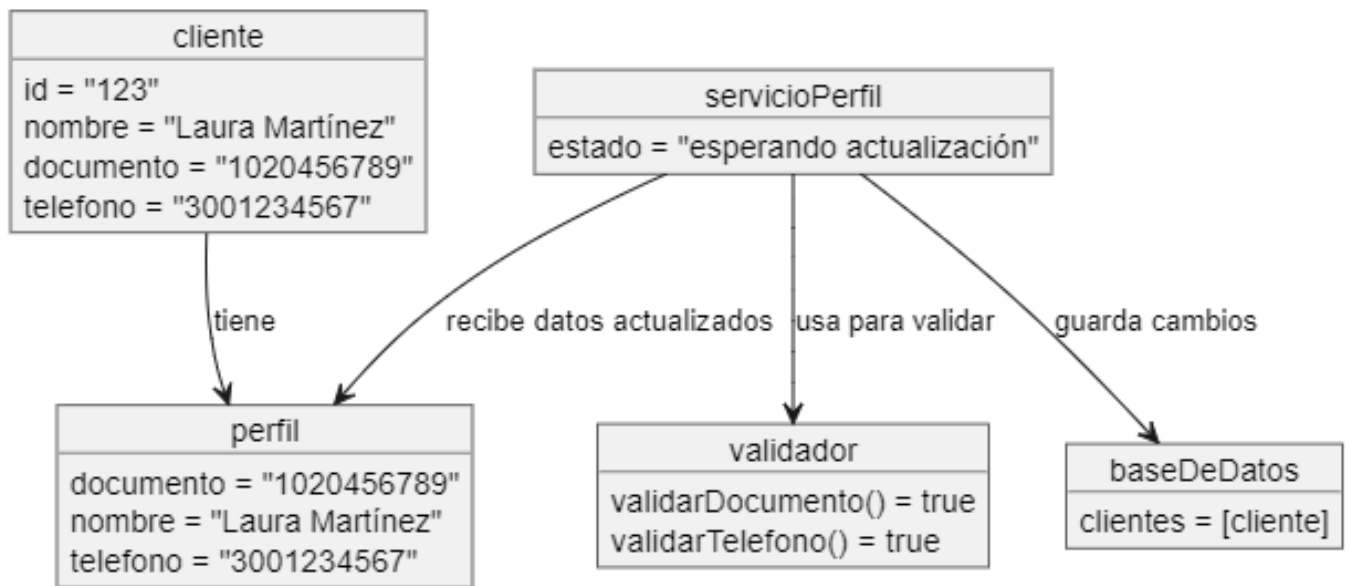 cliente
id = "123"
nombre = "Laura Martínez"
documento = "1020456789"
telefono = "3001234567"
servicioPerfil
estado = "esperando actualización"
tiene
recibe datos actualizados
usa para validar
guarda cambios
perfil
documento = "1020456789"
nombre = "Laura Martínez"
telefono = "3001234567"
validador
validarDocumento() = true
validarTelefono() = true
baseDeDatos
clientes = [cliente]